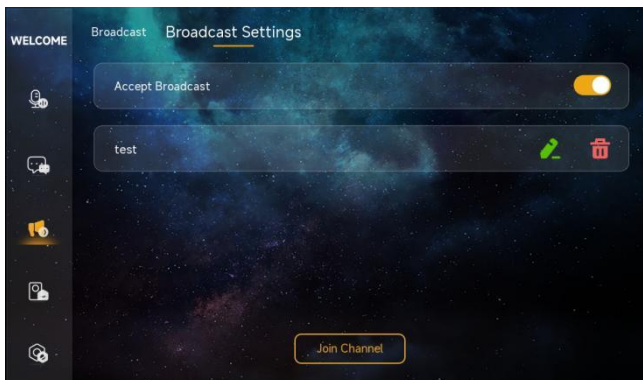 WELCOME
Broadcast Broadcast Settings
Accept Broadcast
test
Join Channel